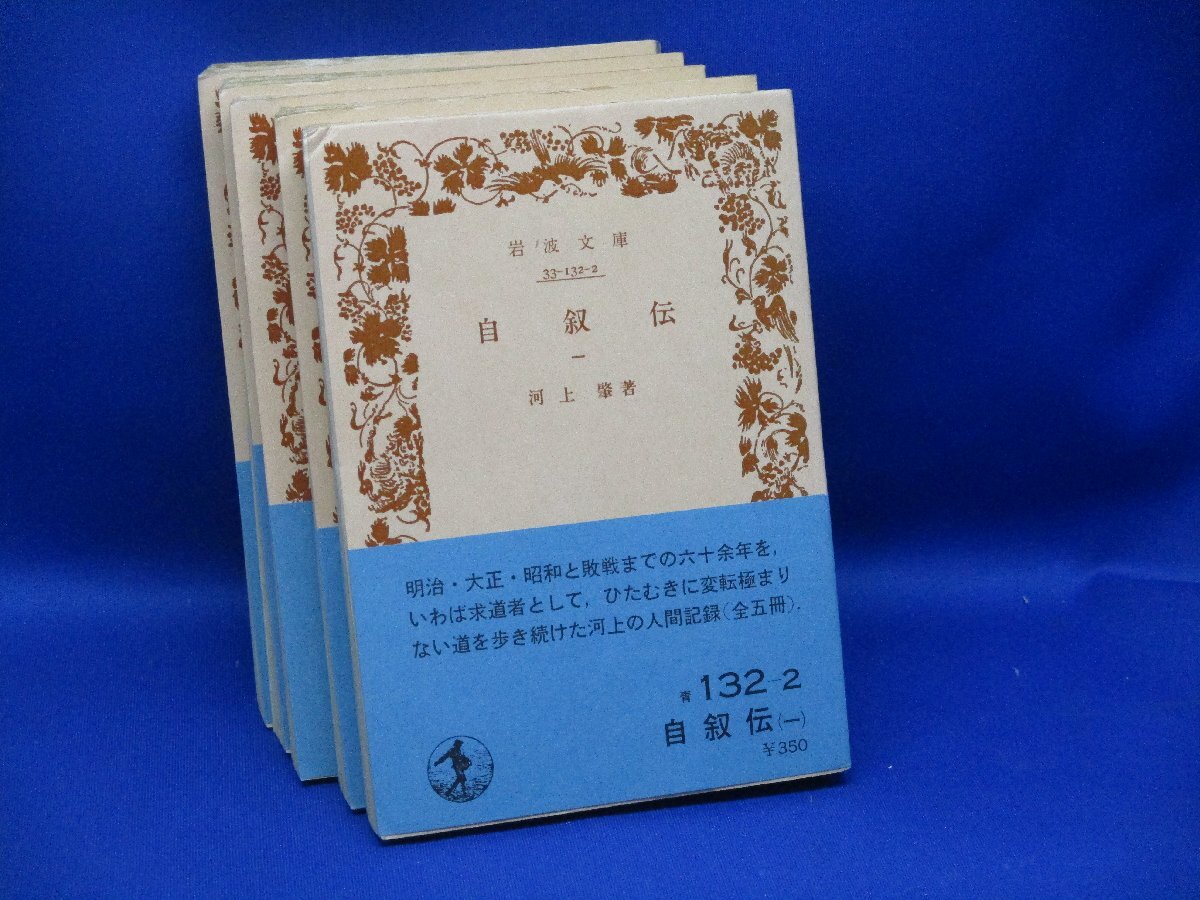 岩波文庫
33-132-2
自叙伝
一
河上肇著
明治・大正・昭和と敗戦までの六十余年を,
いわば求道者として,ひたむきに変転極まり
ない道を歩き続けた河上の人間記録(全五冊).
青 132-2
自叙伝(一)
¥350